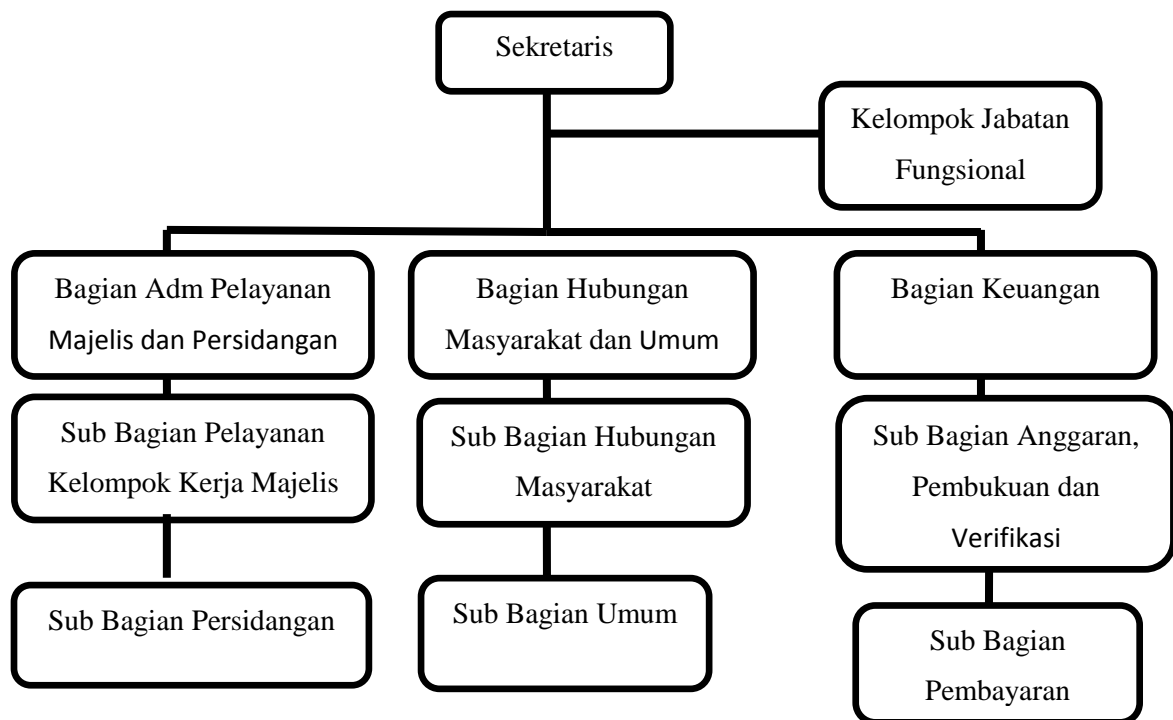 Sekretaris
Kelompok Jabatan
Fungsional
Bagian Adm Pelayanan
Majelis dan Persidangan
Bagian Hubungan
Masyarakat dan Umum
Bagian Keuangan
Sub Bagian Pelayanan
Kelompok Kerja Majelis
Sub Bagian Hubungan
Masyarakat
Sub Bagian Anggaran,
Pembukuan dan
Verifikasi
Sub Bagian Persidangan
Sub Bagian Umum
Sub Bagian
Pembayaran